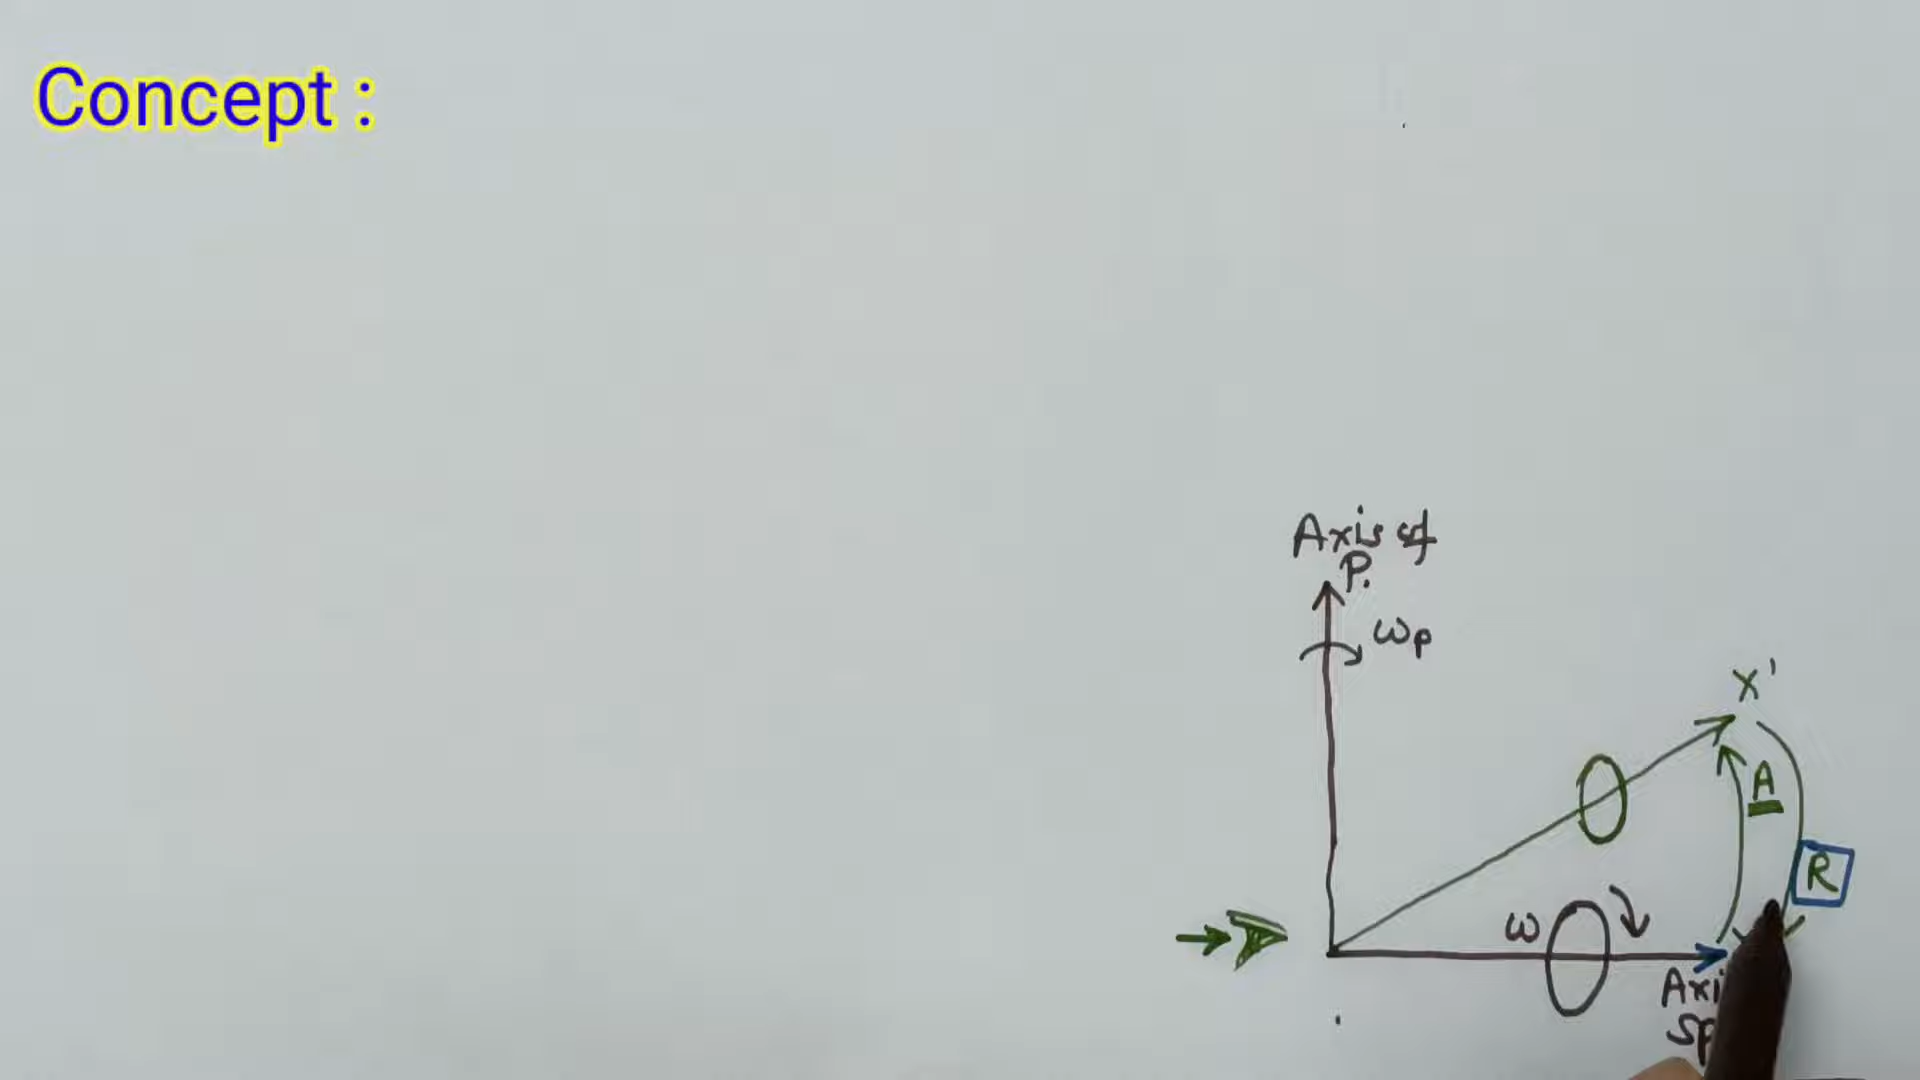 Concept :
Axis of
P.
ωp
X'
A
R
ω